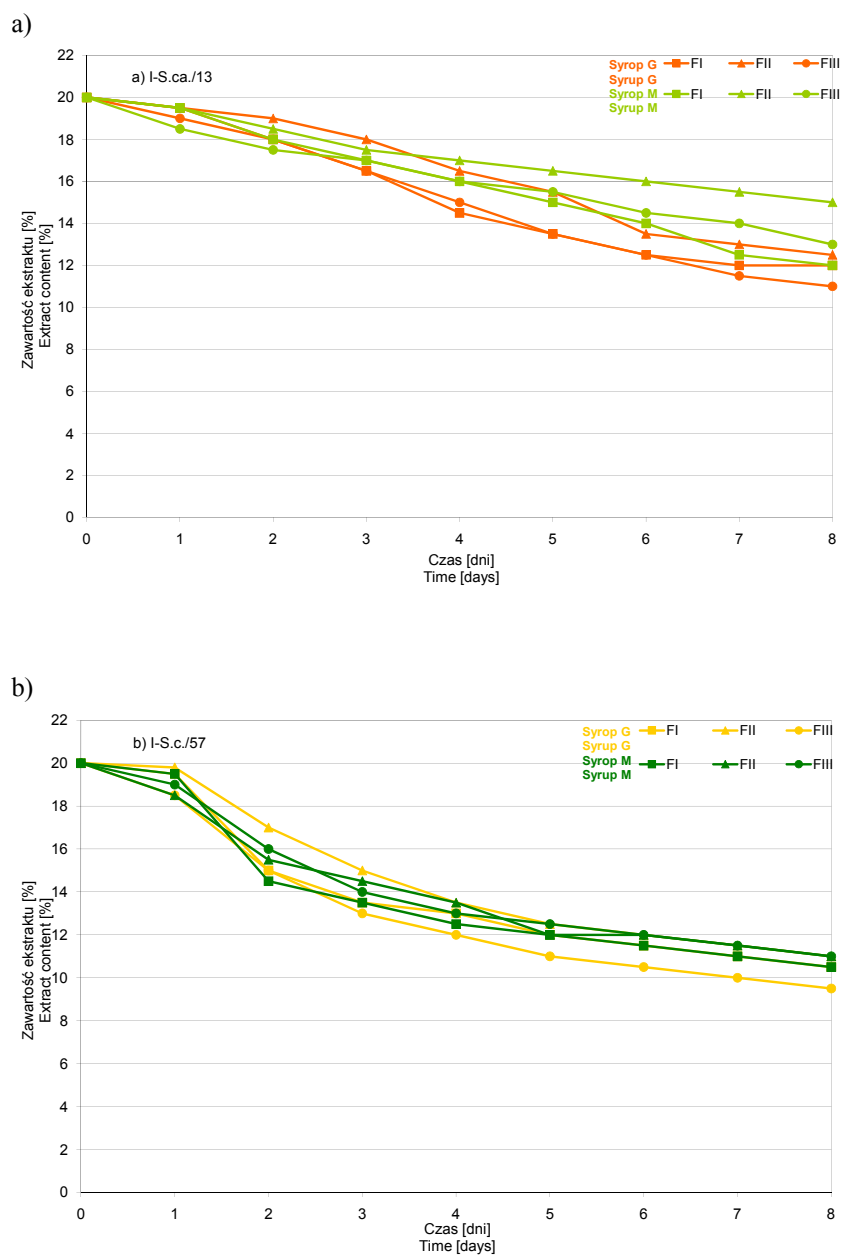 a)
a) I-S.ca./13
Syrop G FI FII FIII
Syrup G
Syrop M FI FII FIII
Syrup M
Zawartość ekstraktu [%]
Extract content [%]
22
20
18
16
14
12
10
8
6
4
2
0
0 1 2 3 4 5 6 7 8
Czas [dni]
Time [days]
b)
b) I-S.c./57
Syrop G FI FII FIII
Syrup G
Syrop M FI FII FIII
Syrup M
Zawartość ekstraktu [%]
Extract content [%]
22
20
18
16
14
12
10
8
6
4
2
0
0 1 2 3 4 5 6 7 8
Czas [dni]
Time [days]